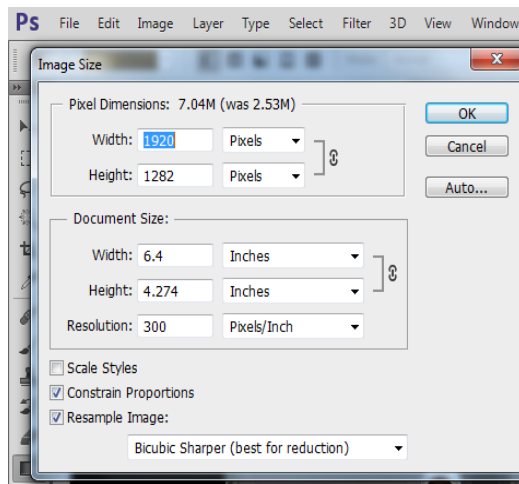 Ps File Edit Image Layer Type Select Filter 3D View Window
Image Size
Pixel Dimensions: 7.04M (was 2.53M)
OK
Width: 1920 Pixels
Cancel
Height: 1282 Pixels
Auto...
Document Size:
Width: 6.4 Inches
Height: 4.274 Inches
Resolution: 300 Pixels/Inch
Scale Styles
Constrain Proportions
Resample Image:
Bicubic Sharper (best for reduction)